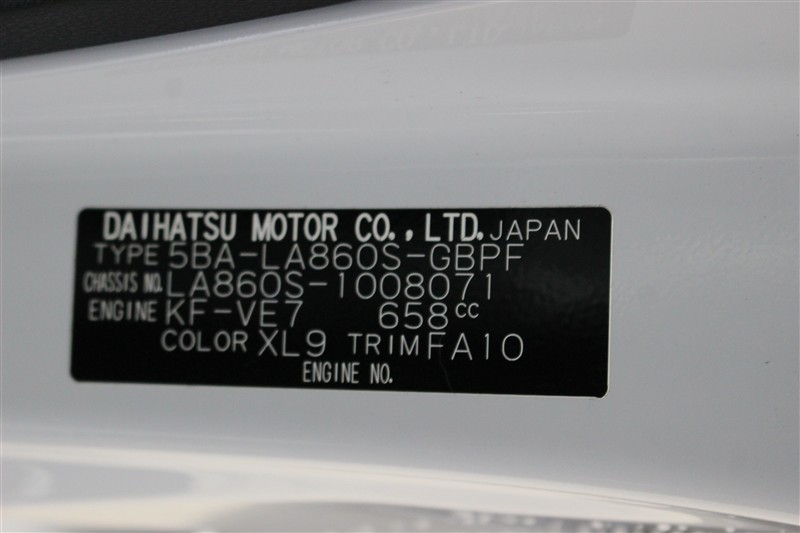 DAIHATSU MOTOR CO., LTD. JAPAN
TYPE 5BA-LA860S-GBPF
CHASSIS NO. LA860S-1008071
ENGINE KF-VE7 658cc
COLOR XL9 TRIM FA10
ENGINE NO.